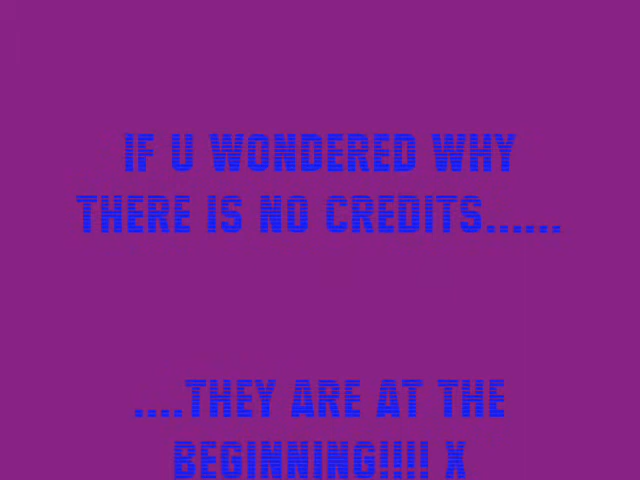 IF U WONDERED WHY
THERE IS NO CREDITS......
....THEY ARE AT THE
BEGINNING!!!! X